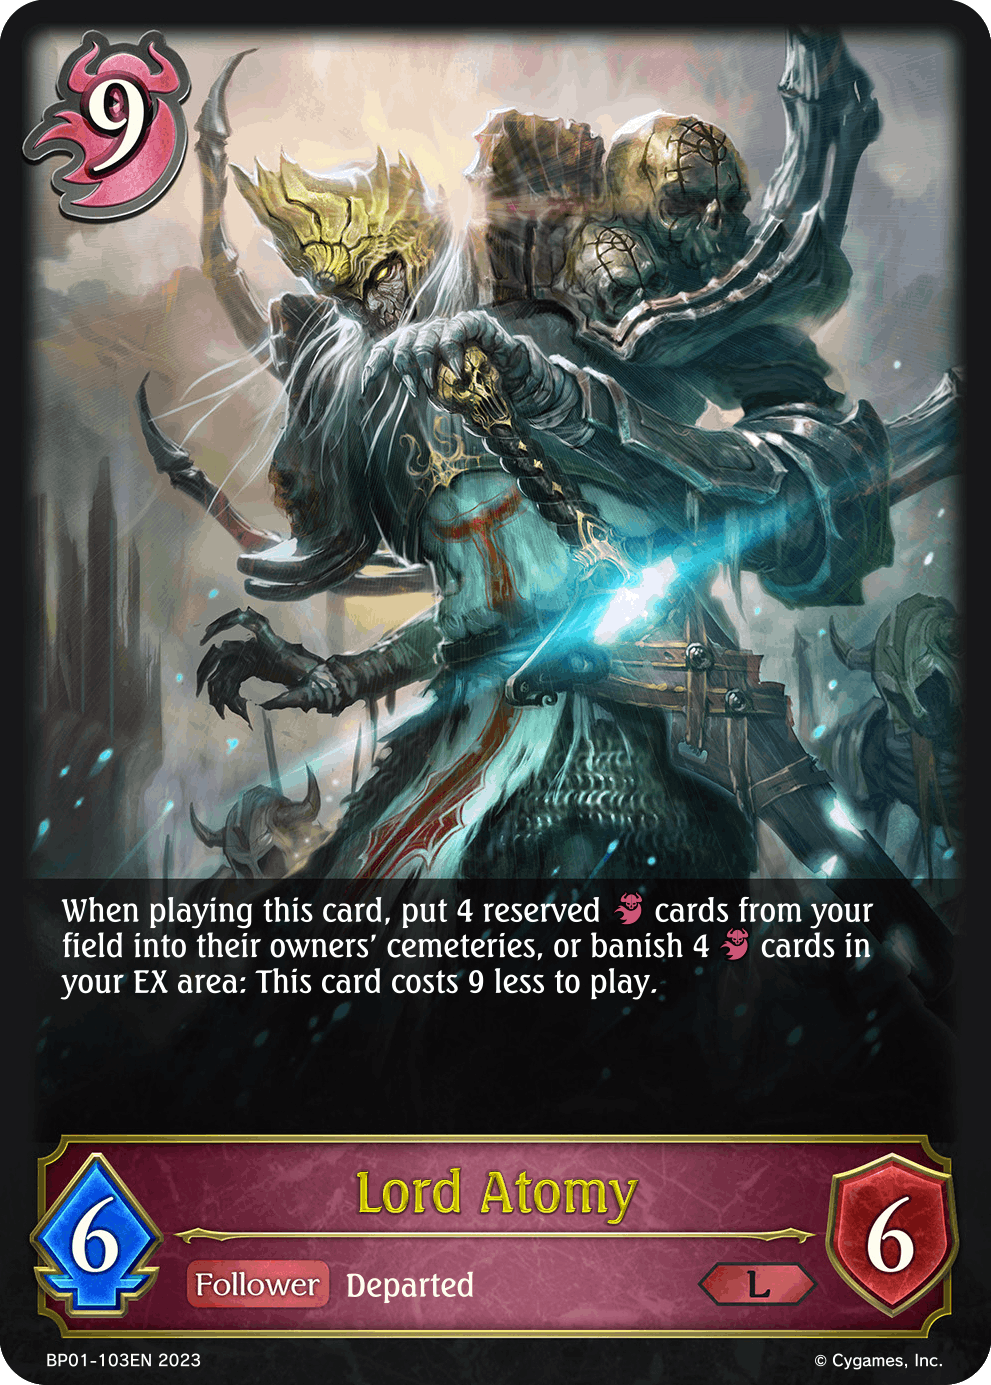 9
When playing this card, put 4 reserved cards from your
field into their owners' cemeteries, or banish 4 cards in
your EX area: This card costs 9 less to play.
Lord Atomy
6
6
Follower Departed L
BP01-103EN 2023 © Cygames, Inc.